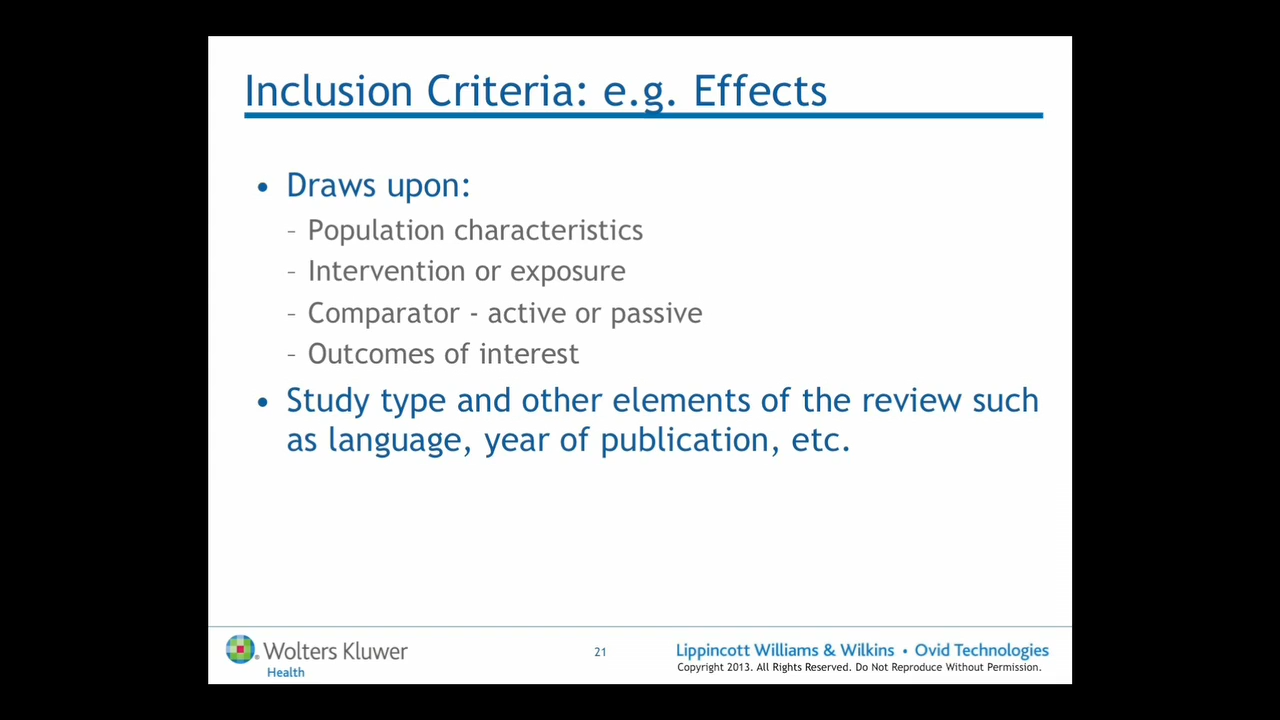 Inclusion Criteria: e.g. Effects
• Draws upon:
– Population characteristics
– Intervention or exposure
– Comparator - active or passive
– Outcomes of interest
• Study type and other elements of the review such
as language, year of publication, etc.
Wolters Kluwer
Health
21
Lippincott Williams & Wilkins • Ovid Technologies
Copyright 2013. All Rights Reserved. Do Not Reproduce Without Permission.